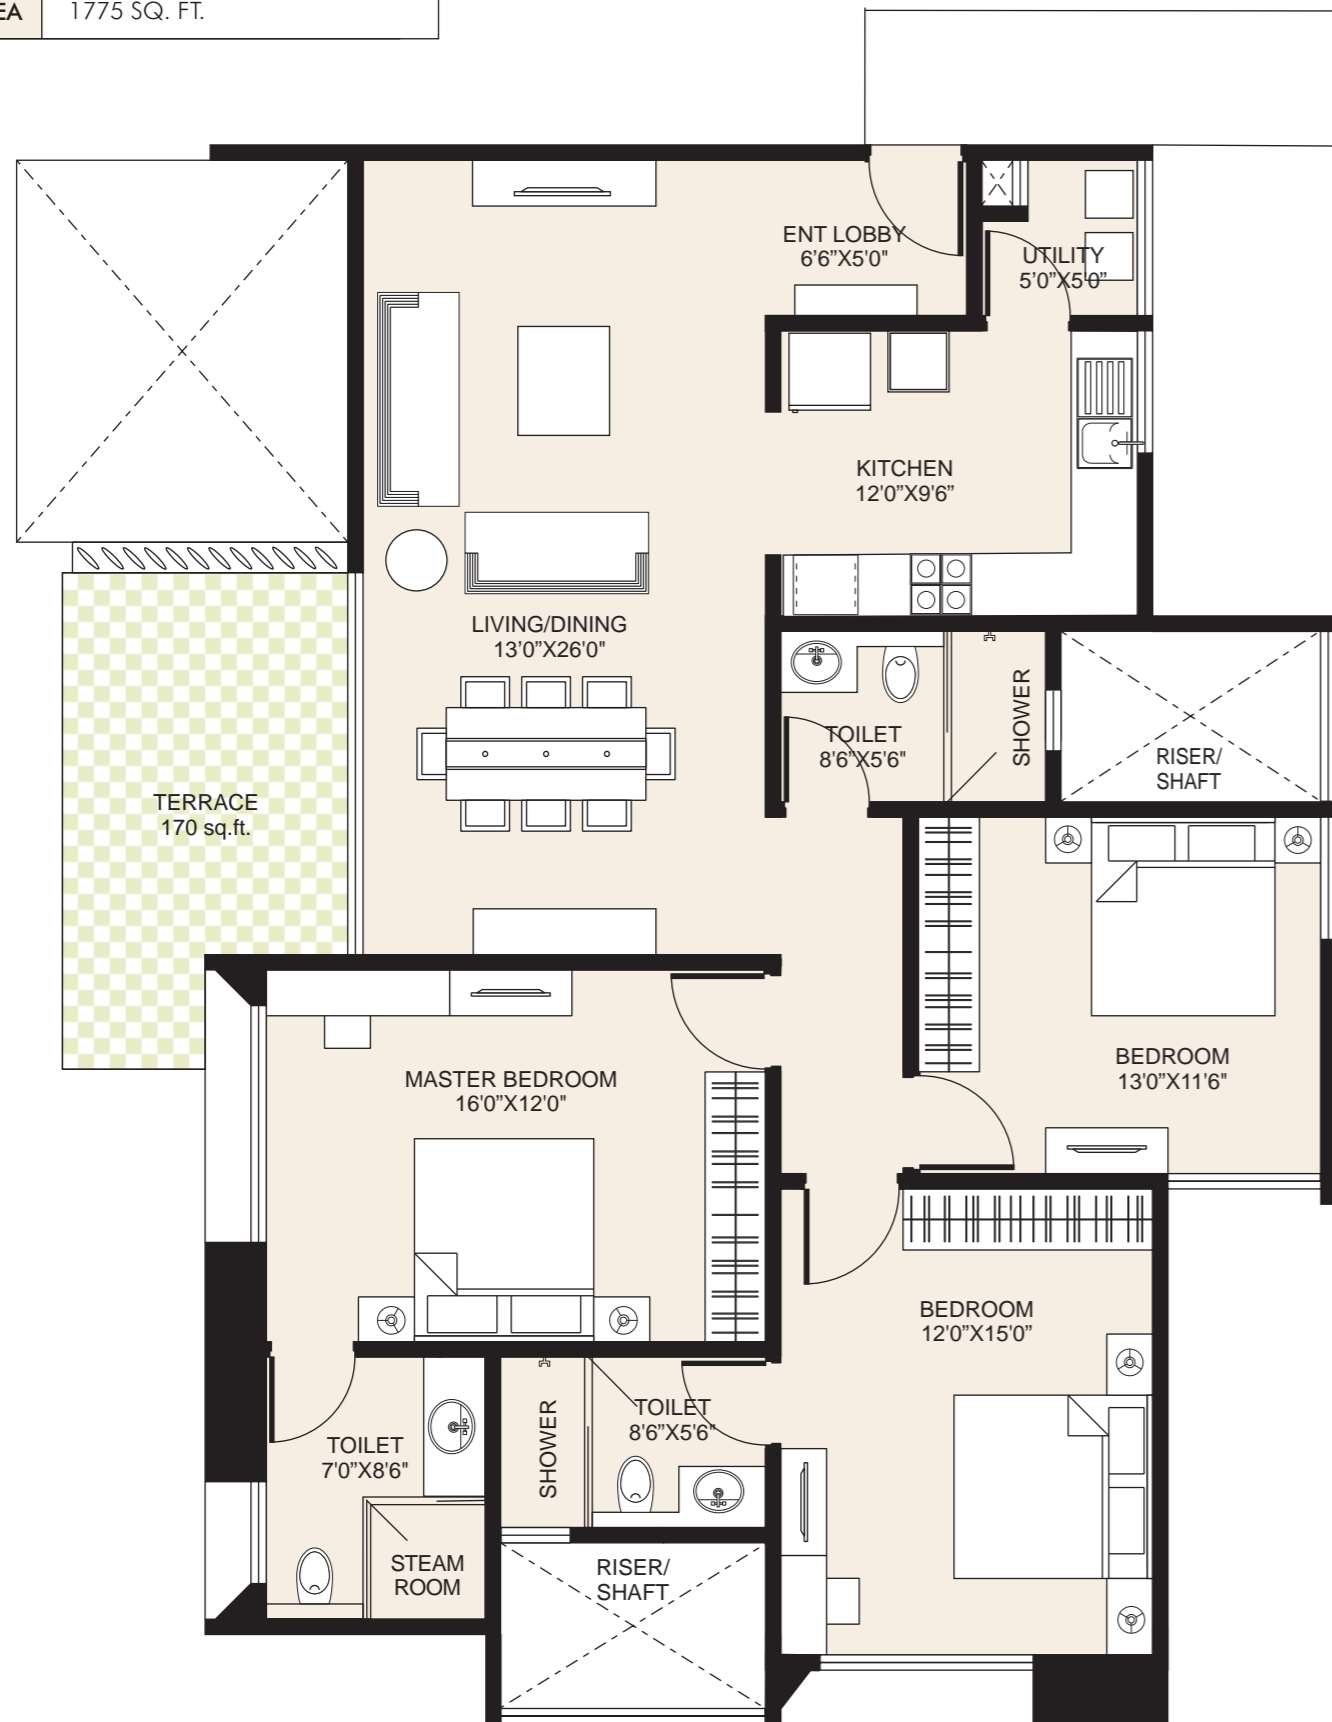 EA
1775 SQ. FT.
ENT LOBBY
6'6"X5'0"
UTILITY
5'0"X5'0"
KITCHEN
12'0"X9'6"
LIVING/DINING
13'0"X26'0"
TOILET
8'6"X5'6"
SHOWER
RISER/
SHAFT
TERRACE
170 sq.ft.
BEDROOM
13'0"X11'6"
MASTER BEDROOM
16'0"X12'0"
BEDROOM
12'0"X15'0"
TOILET
8'6"X5'6"
SHOWER
TOILET
7'0"X8'6"
STEAM
ROOM
RISER/
SHAFT